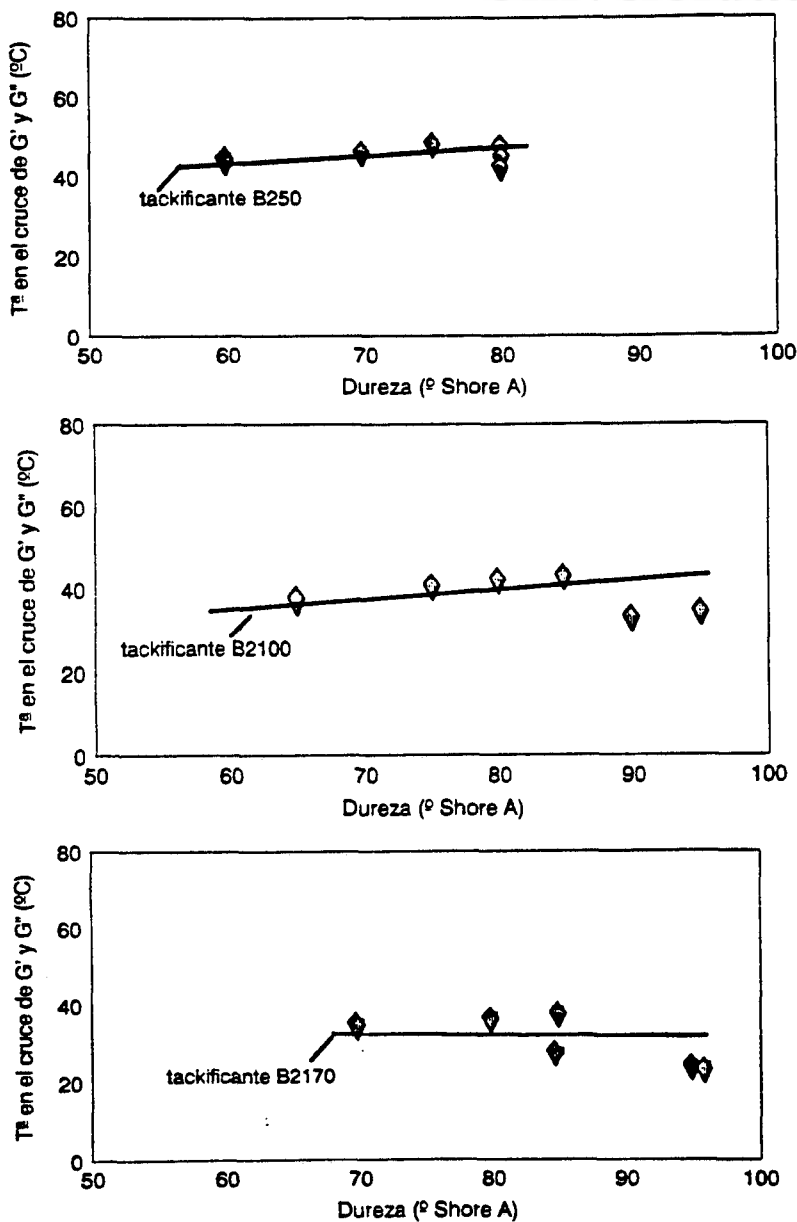 Tª en el cruce de G' y G" (ºC)
80
60
40
20
0
tackificante B250
50 60 70 80 90 100
Dureza (º Shore A)
Tª en el cruce de G' y G" (ºC)
80
60
40
20
0
tackificante B2100
50 60 70 80 90 100
Dureza (º Shore A)
Tª en el cruce de G' y G" (ºC)
80
60
40
20
0
tackificante B2170
50 60 70 80 90 100
Dureza (º Shore A)